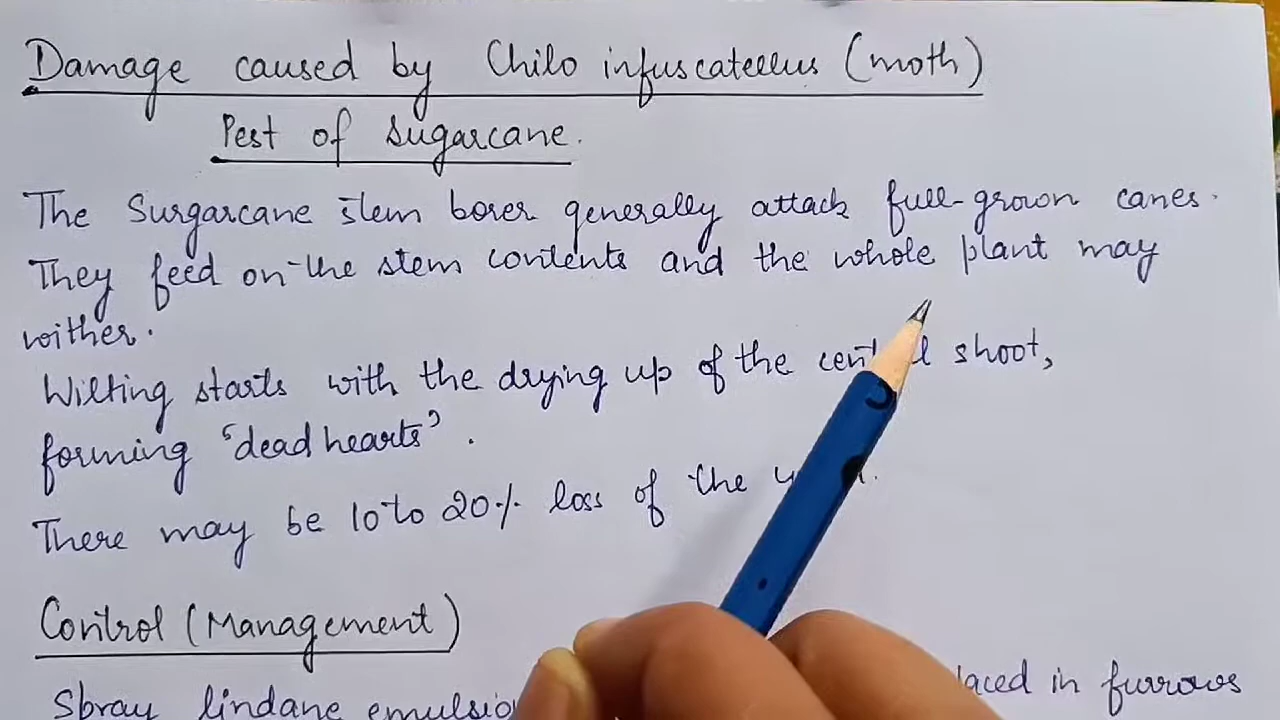 Damage caused by Chilo infuscatellus (moth)
Pest of sugarcane.
The Surgarcane stem borer generally attack full-grown canes.
They feed on the stem contents and the whole plant may
wither.
Wilting starts with the drying up of the central shoot,
forming 'dead hearts'.
There may be 10 to 20% loss of the
Control (Management)
Spray lindane in furrows